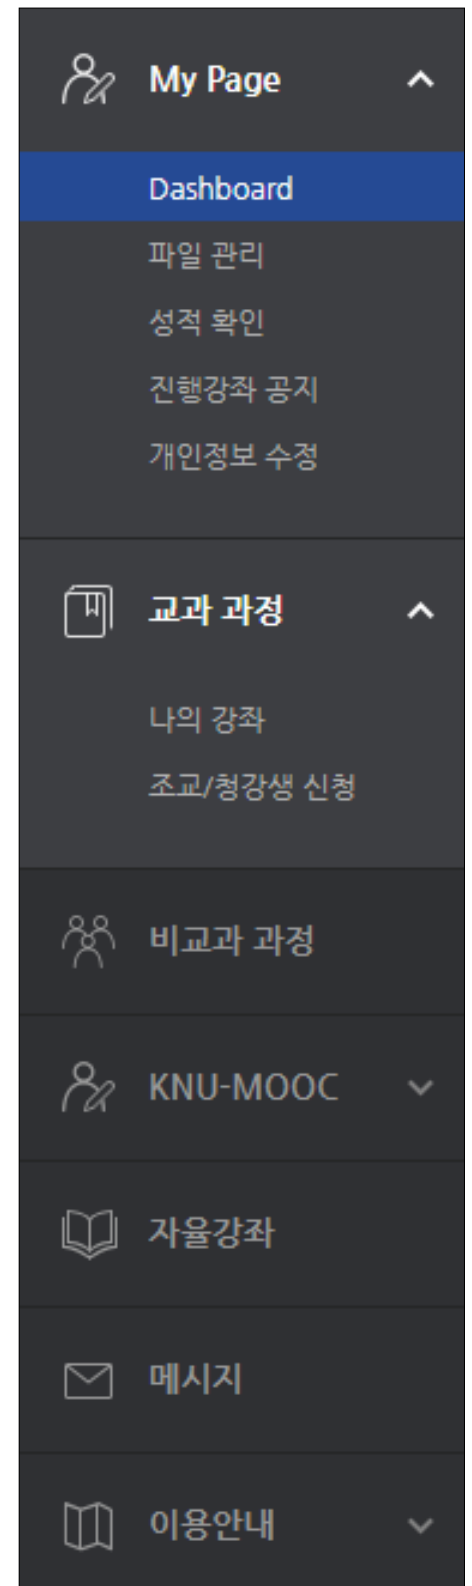 My Page
Dashboard
파일 관리
성적 확인
진행강좌 공지
개인정보 수정
교과 과정
나의 강좌
조교/청강생 신청
비교과 과정
KNU-MOOC
자율강좌
메시지
이용안내